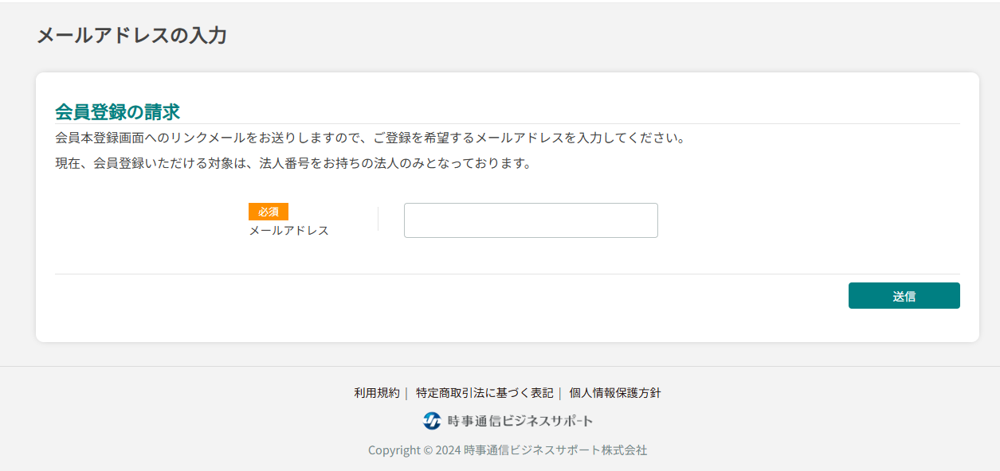 メールアドレスの入力
会員登録の請求
会員本登録画面へのリンクメールをお送りしますので、ご登録を希望するメールアドレスを入力してください。
現在、会員登録いただける対象は、法人番号をお持ちの法人のみとなっております。
必須
メールアドレス
送信
利用規約 | 特定商取引法に基づく表記 | 個人情報保護方針
時事通信ビジネスサポート
Copyright © 2024 時事通信ビジネスサポート株式会社